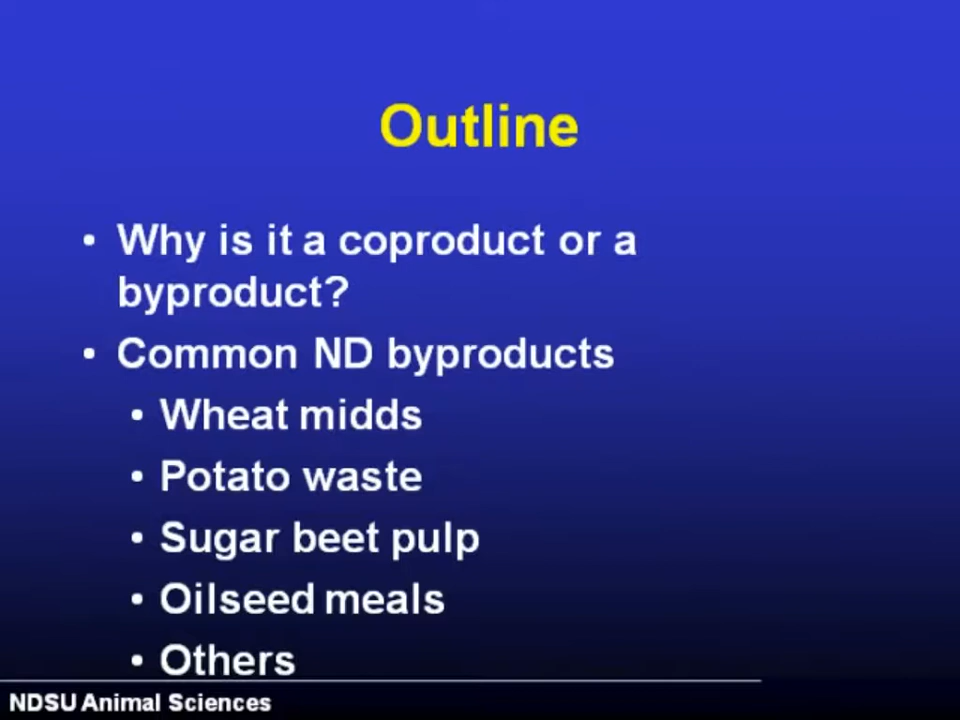 Outline
• Why is it a coproduct or a
byproduct?
• Common ND byproducts
• Wheat midds
• Potato waste
• Sugar beet pulp
• Oilseed meals
• Others
NDSU Animal Sciences